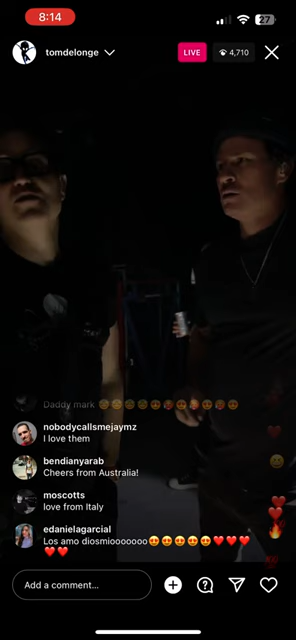 8:14
27
tomdelonge
LIVE
4,710
Daddy mark 😍😍😍😍😍🥵😍🥵😍🥵😍
nobodycallsmejaymz
I love them
bendianyarab
Cheers from Australia!
moscotts
love from Italy
edanielagarcial
Los amo diosmiooooooo😍😍😍😍😍❤️❤️❤️
❤️❤️
Add a comment...